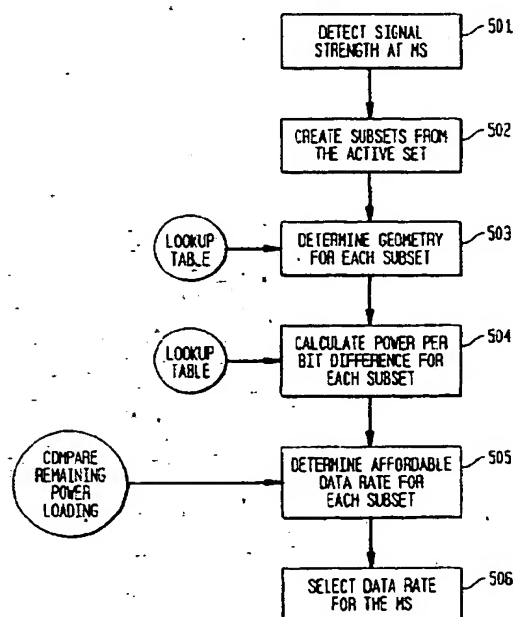 DETECT SIGNAL
STRENGTH AT MS
501
CREATE SUBSETS FROM
THE ACTIVE SET
502
LOOKUP
TABLE
DETERMINE GEOMETRY
FOR EACH SUBSET
503
LOOKUP
TABLE
CALCULATE POWER PER
BIT DIFFERENCE FOR
EACH SUBSET
504
COMPARE
REMAINING
POWER
LOADING
DETERMINE AFFORDABLE
DATA RATE FOR
EACH SUBSET
505
SELECT DATA RATE
FOR THE MS
506